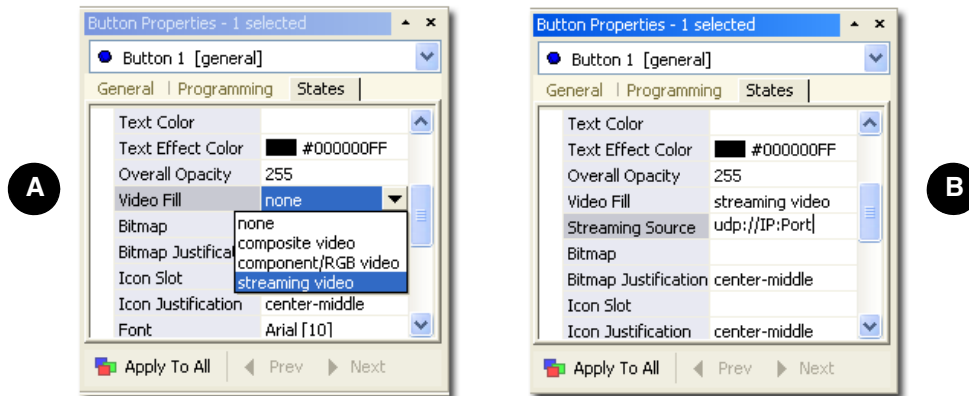 A
Button Properties - 1 selected
Button 1 [general]
General Programming States
Text Color
Text Effect Color #000000FF
Overall Opacity 255
Video Fill none
none
composite video
component/RGB video
streaming video
Bitmap
Bitmap Justifica
Icon Slot
Icon Justification center-middle
Font Arial [10]
Apply To All Prev Next
B
Button Properties - 1 selected
Button 1 [general]
General Programming States
Text Color
Text Effect Color #000000FF
Overall Opacity 255
Video Fill streaming video
Streaming Source udp://IP:Port
Bitmap
Bitmap Justification center-middle
Icon Slot
Icon Justification center-middle
Apply To All Prev Next